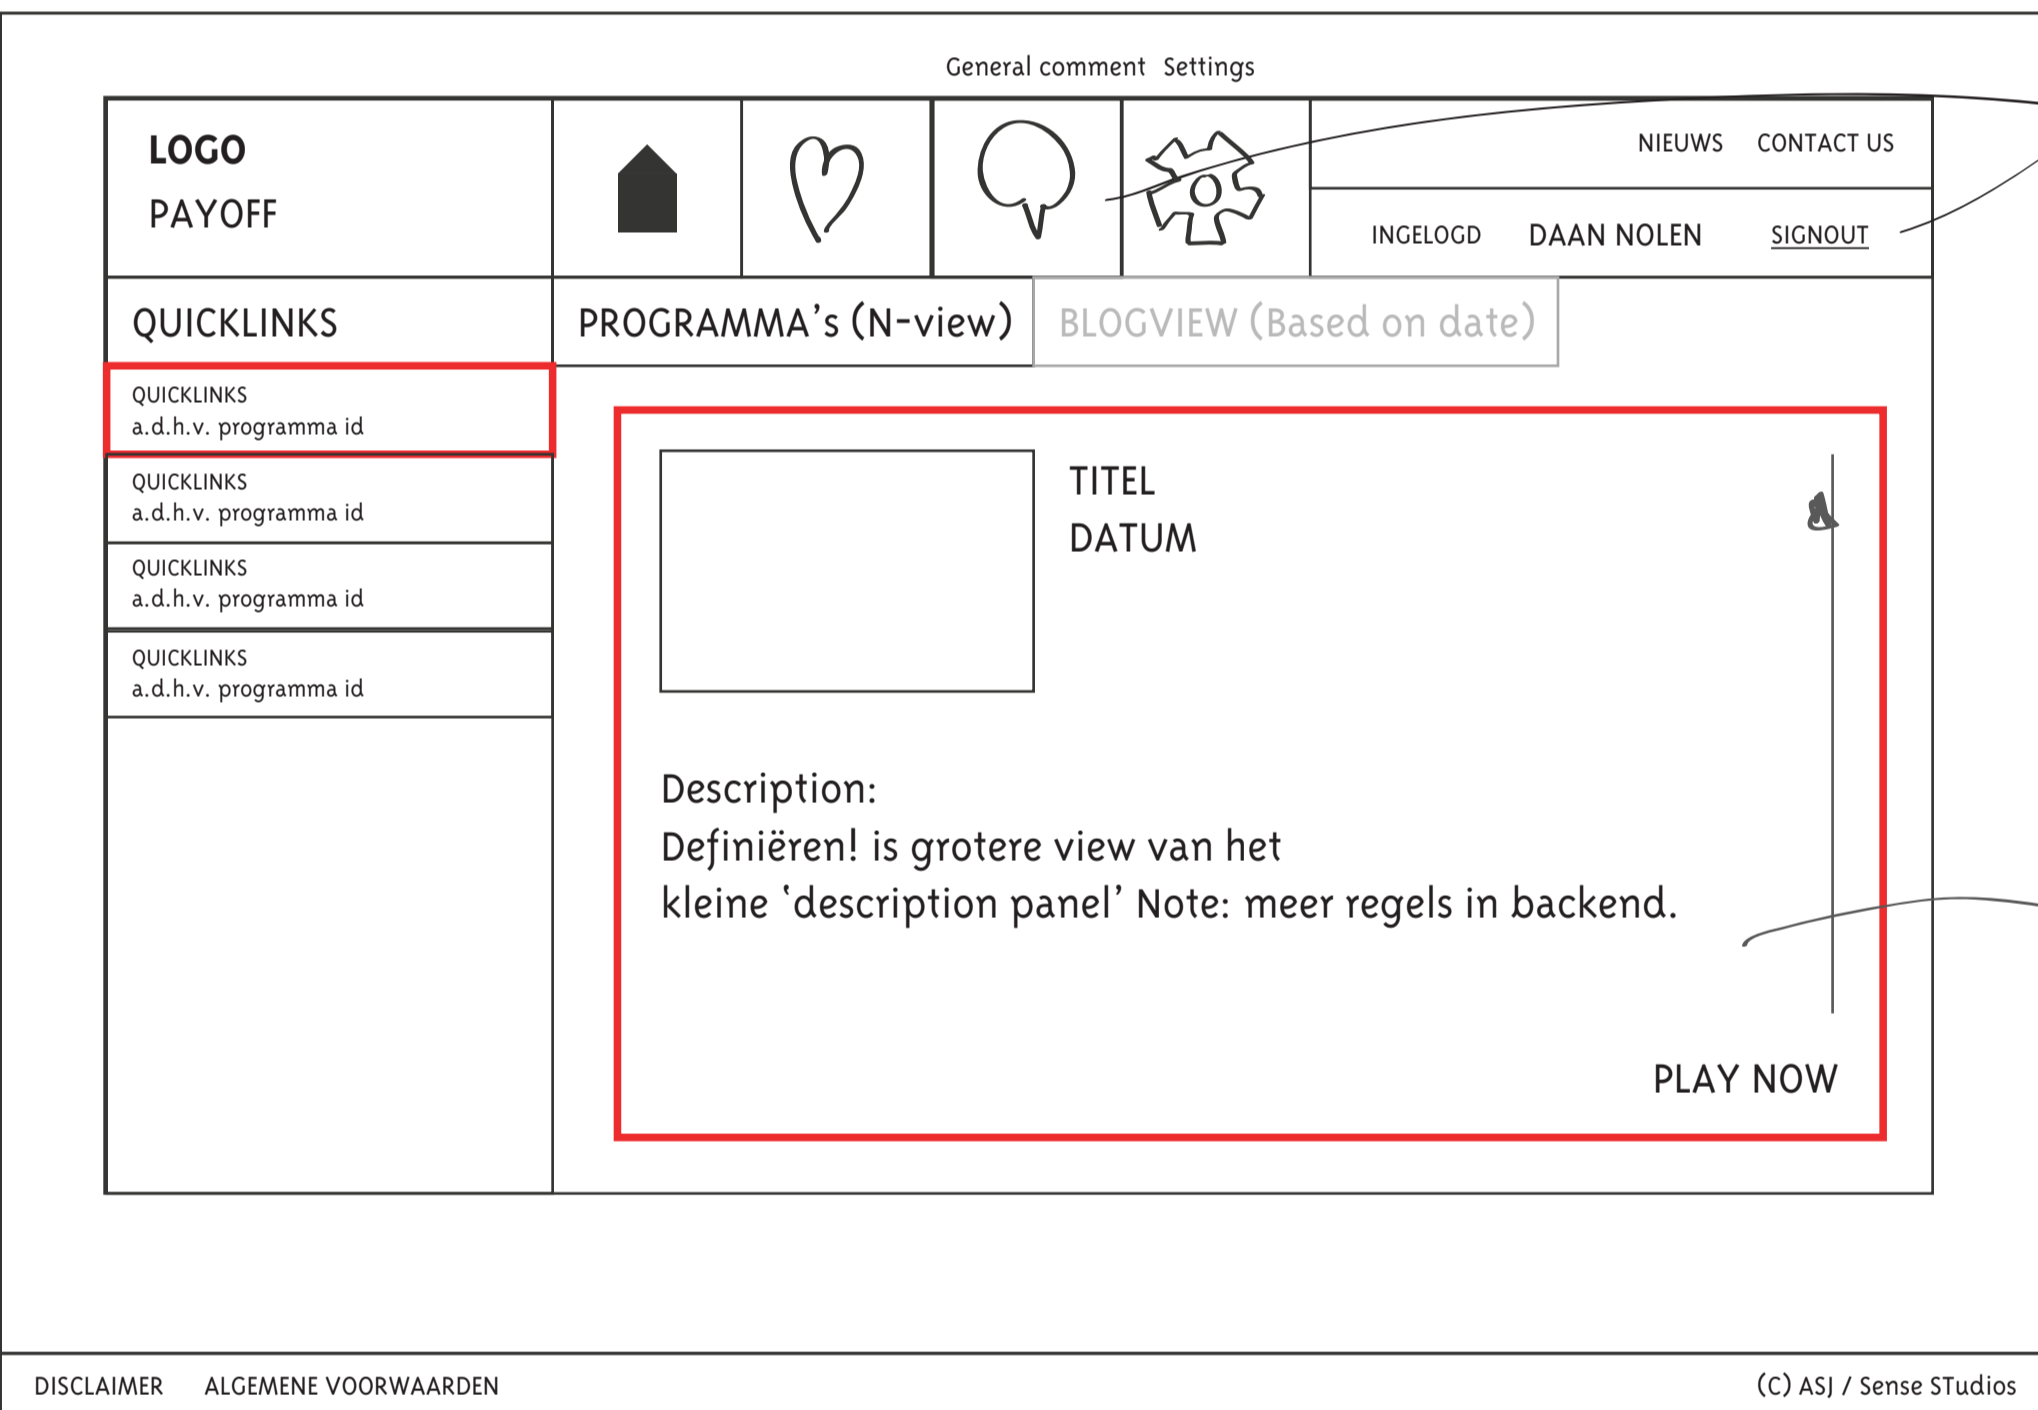 General comment Settings
LOGO
PAYOFF
NIEUWS CONTACT US
INGELOGD DAAN NOLEN SIGNOUT
QUICKLINKS
PROGRAMMA’s (N-view) BLOGVIEW (Based on date)
QUICKLINKS
a.d.h.v. programma id
QUICKLINKS
a.d.h.v. programma id
QUICKLINKS
a.d.h.v. programma id
QUICKLINKS
a.d.h.v. programma id
TITEL
DATUM
Description:
Definiëren! is grotere view van het
kleine ‘description panel’ Note: meer regels in backend.
PLAY NOW
DISCLAIMER ALGEMENE VOORWAARDEN (C) ASJ / Sense STudios